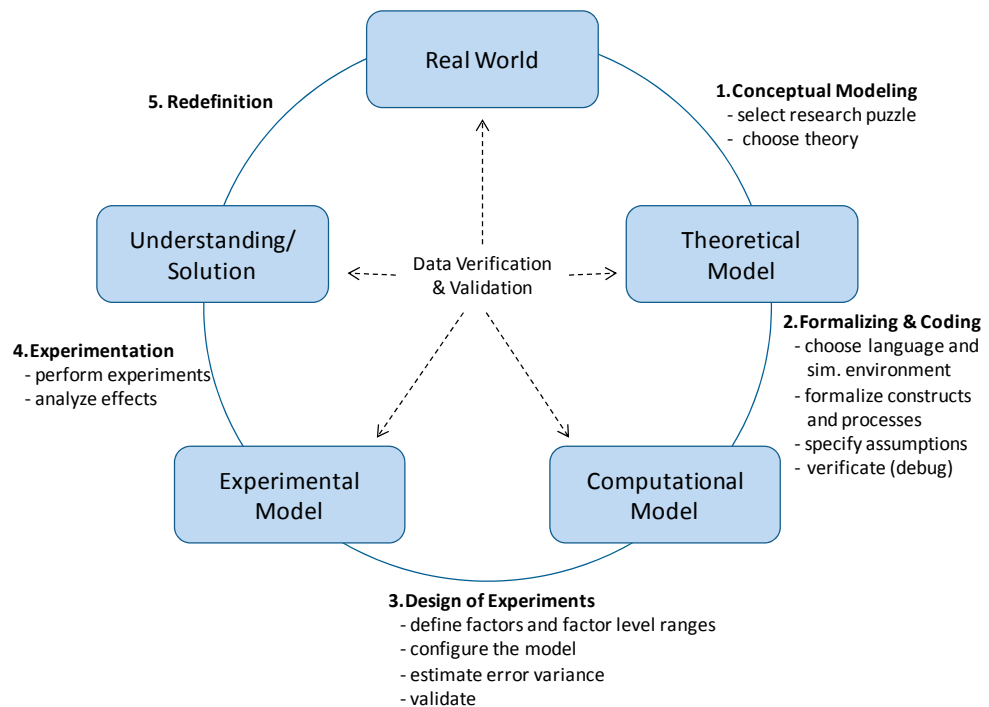 Real World
5. Redefinition
1.Conceptual Modeling
- select research puzzle
- choose theory
Understanding/
Solution
Data Verification
& Validation
Theoretical
Model
2.Formalizing & Coding
- choose language and
sim. environment
- formalize constructs
and processes
- specify assumptions
- verificate (debug)
4.Experimentation
- perform experiments
- analyze effects
Experimental
Model
Computational
Model
3.Design of Experiments
- define factors and factor level ranges
- configure the model
- estimate error variance
- validate